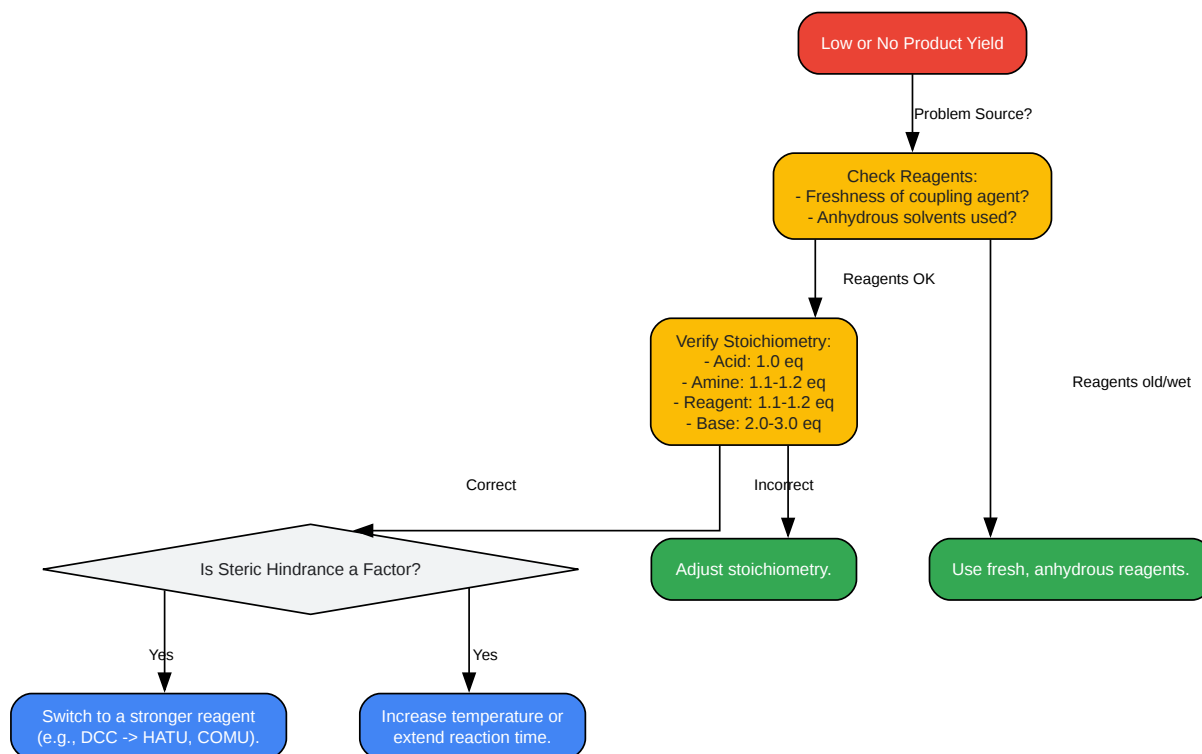 Low or No Product Yield
Problem Source?
Check Reagents:
- Freshness of coupling agent?
- Anhydrous solvents used?
Reagents OK
Verify Stoichiometry:
- Acid: 1.0 eq
- Amine: 1.1-1.2 eq
- Reagent: 1.1-1.2 eq
- Base: 2.0-3.0 eq
Reagents old/wet
Correct
Incorrect
Is Steric Hindrance a Factor?
Adjust stoichiometry.
Use fresh, anhydrous reagents.
Yes
Yes
Switch to a stronger reagent
(e.g., DCC -> HATU, COMU).
Increase temperature or
extend reaction time.